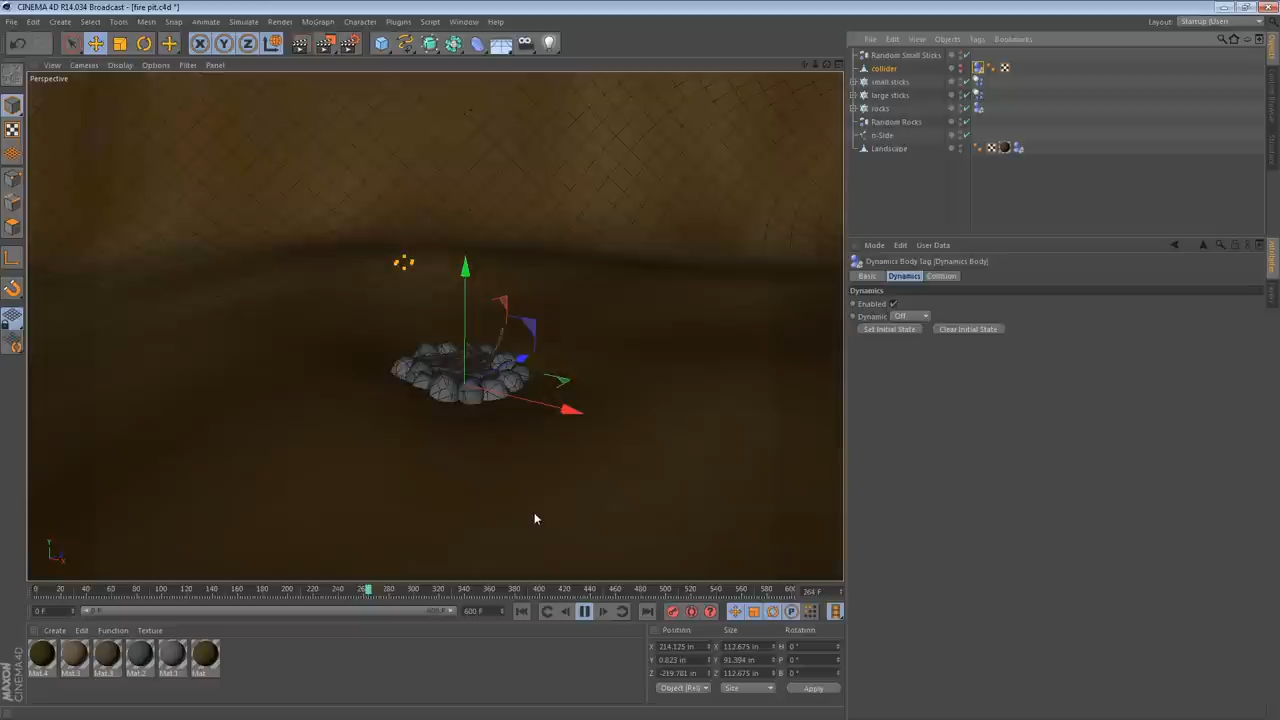 CINEMA 4D R14.034 Broadcast - [fire pit.c4d *]
File Edit Create Select Tools Mesh Snap Animate Simulate Render MoGraph Character Plugins Script Window Help
Layout: Startup (User)
View Cameras Display Options Filter Panel
Perspective
File Edit View Objects Tags Bookmarks
Random Small Sticks
collider
small sticks
large sticks
rocks
Random Rocks
n-Side
Landscape
Mode Edit User Data
Dynamics Body Tag [Dynamics Body]
Basic Dynamics Collision
Dynamics
Enabled
Dynamic Off
Set Initial State Clear Initial State
Y
X
0 20 40 60 80 100 120 140 160 180 200 220 240 280 300 320 340 360 380 400 420 440 460 480 500 520 540 560 580 600
264 F
0 F 0 F 600 F 600 F
Create Edit Function Texture
Mat.4 Mat.3 Mat.3 Mat.2 Mat.1 Mat
Position Size Rotation
X 214.125 in X 112.675 in H 0 °
Y 0.823 in Y 91.394 in P 0 °
Z -219.781 in Z 112.675 in B 0 °
Object (Rel) Size Apply
MAXON
CINEMA 4D